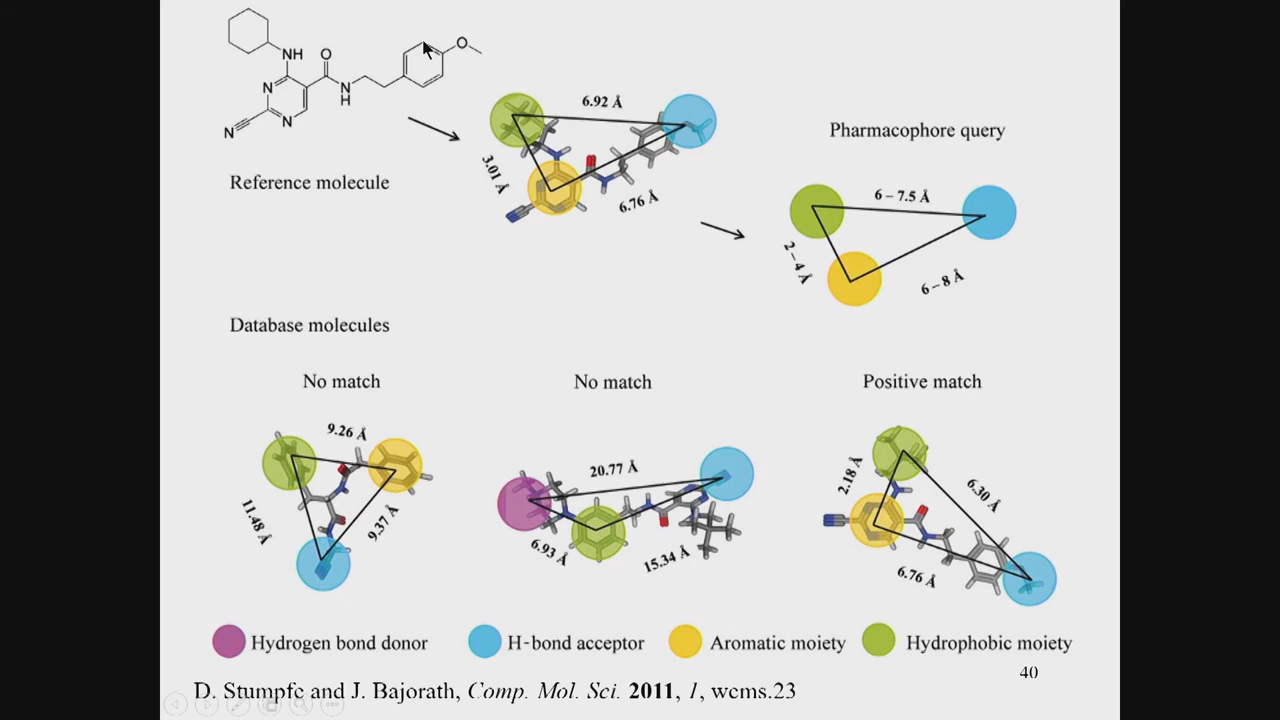 NH
O
O
N
N
H
N
N
6.92 Å
3.01 Å
6.76 Å
Reference molecule
Pharmacophore query
6 – 7.5 Å
2 – 4 Å
6 – 8 Å
Database molecules
No match
No match
Positive match
9.26 Å
11.48 Å
9.37 Å
20.77 Å
6.93 Å
15.34 Å
2.18 Å
6.30 Å
6.76 Å
Hydrogen bond donor
H-bond acceptor
Aromatic moiety
Hydrophobic moiety
40
D. Stumpfe and J. Bajorath, Comp. Mol. Sci. 2011, 1, wcms.23